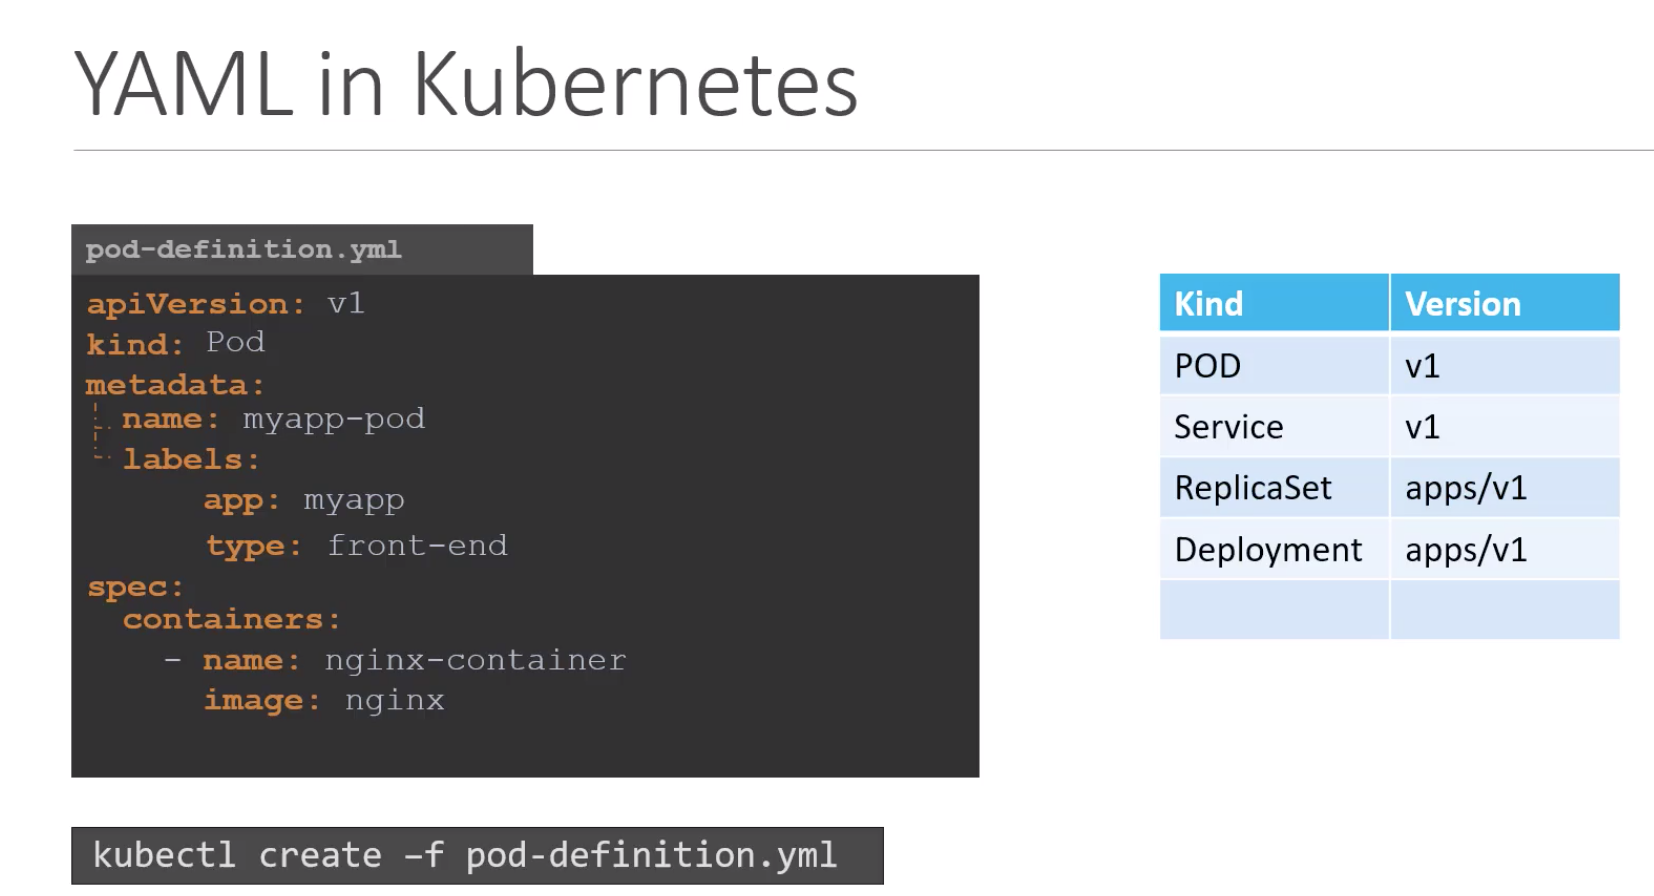 YAML in Kubernetes
pod-definition.yml
apiVersion: v1
kind: Pod
metadata:
name: myapp-pod
labels:
app: myapp
type: front-end
spec:
containers:
- name: nginx-container
image: nginx
kubectl create –f pod-definition.yml
Kind Version
POD v1
Service v1
ReplicaSet apps/v1
Deployment apps/v1